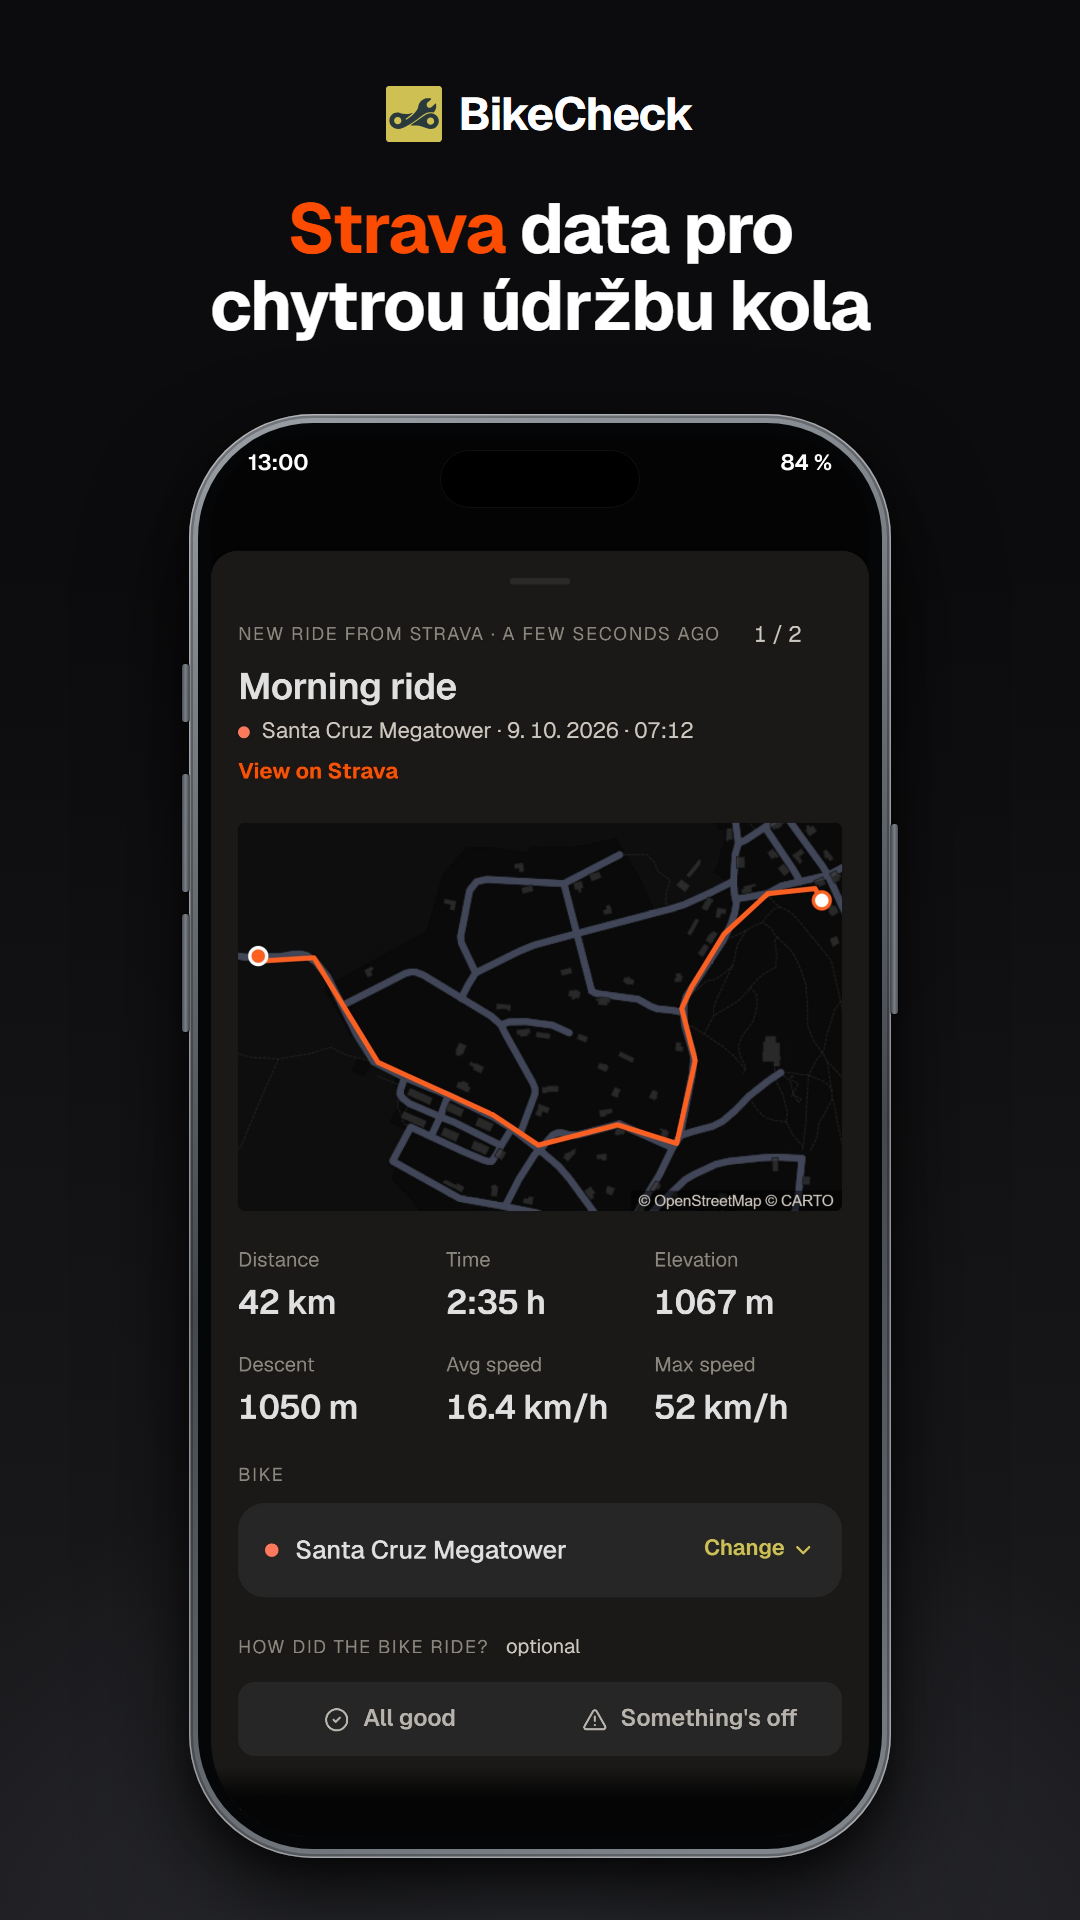 BikeCheck
Strava data pro
chytrou údržbu kola
13:00
84 %
NEW RIDE FROM STRAVA · A FEW SECONDS AGO
1 / 2
Morning ride
Santa Cruz Megatower · 9. 10. 2026 · 07:12
View on Strava
© OpenStreetMap © CARTO
Distance
Time
Elevation
42 km
2:35 h
1067 m
Descent
Avg speed
Max speed
1050 m
16.4 km/h
52 km/h
BIKE
Santa Cruz Megatower
Change
HOW DID THE BIKE RIDE?
optional
All good
Something's off